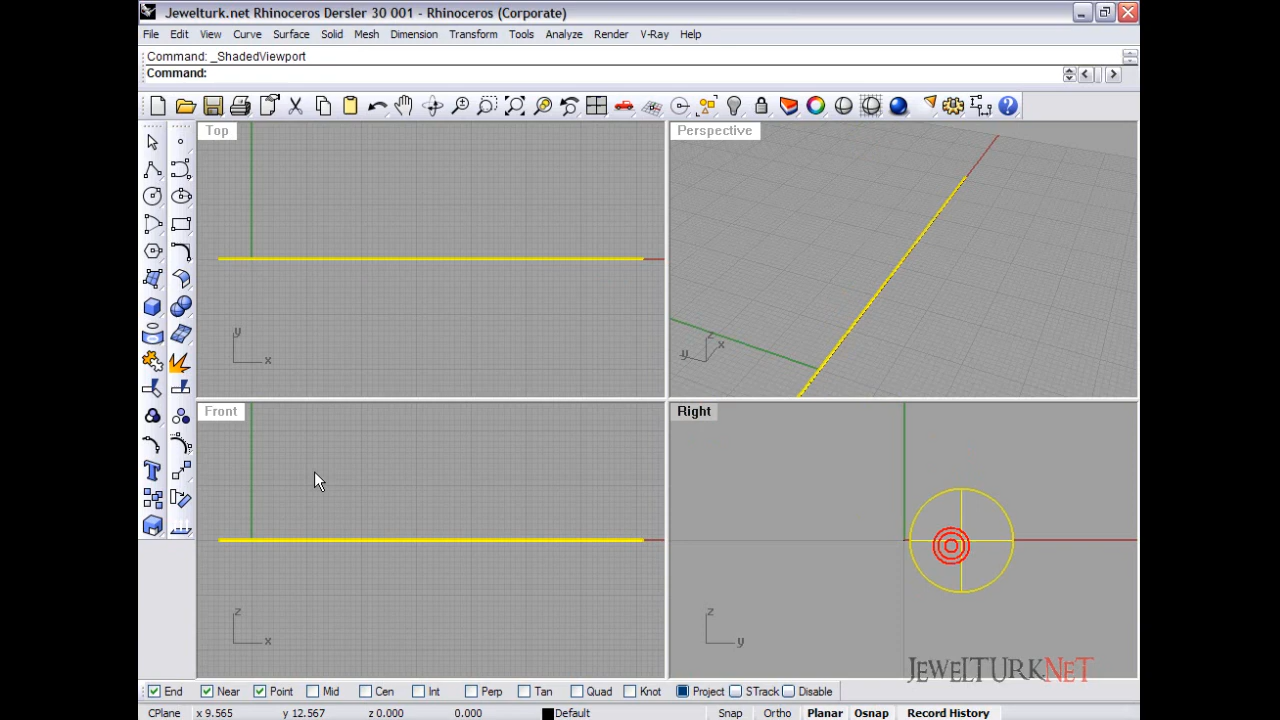 Jewelturk.net Rhinoceros Dersler 30 001 - Rhinoceros (Corporate)
File Edit View Curve Surface Solid Mesh Dimension Transform Tools Analyze Render V-Ray Help
Command: _ShadedViewport
Command:
Top
Perspective
y
x
z
x
y
Front
Right
z
x
z
y
JEWELTURKNET
End Near Point Mid Cen Int Perp Tan Quad Knot Project STrack Disable
CPlane x 9.565 y 12.567 z 0.000 0.000 Default Snap Ortho Planar Osnap Record History